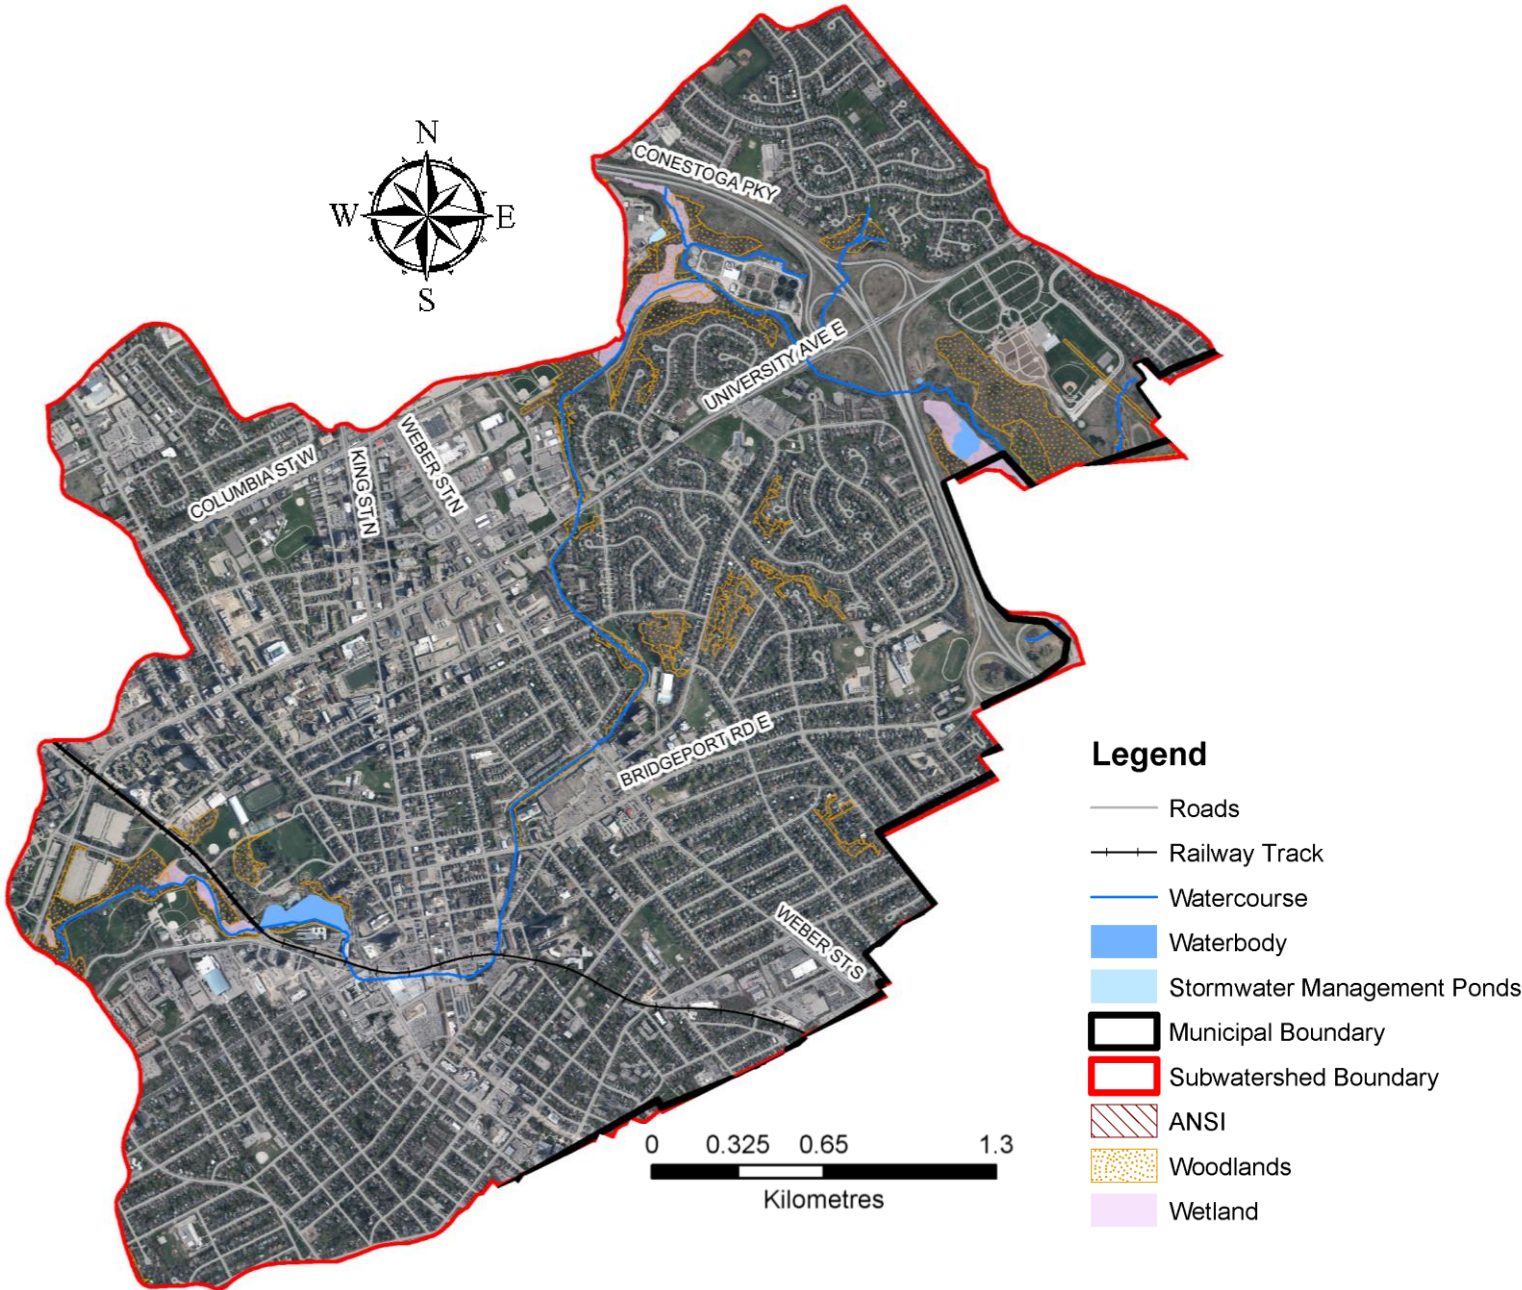 N
W
E
S
CONESTOGA PKY
UNIVERSITY AVE E
WEBER ST N
KING ST N
COLUMBIA ST W
BRIDGEPORT RD E
WEBER ST S
Legend
Roads
Railway Track
Watercourse
Waterbody
Stormwater Management Ponds
Municipal Boundary
Subwatershed Boundary
ANSI
Woodlands
Wetland
0 0.325 0.65 1.3
Kilometres